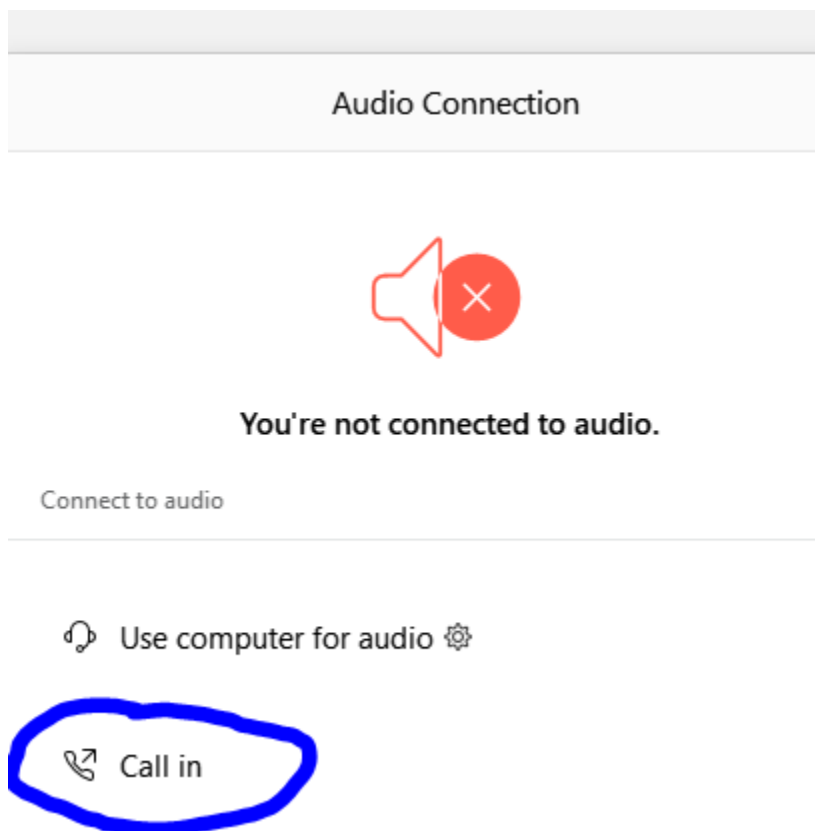 Audio Connection
You're not connected to audio.
Connect to audio
Use computer for audio
Call in